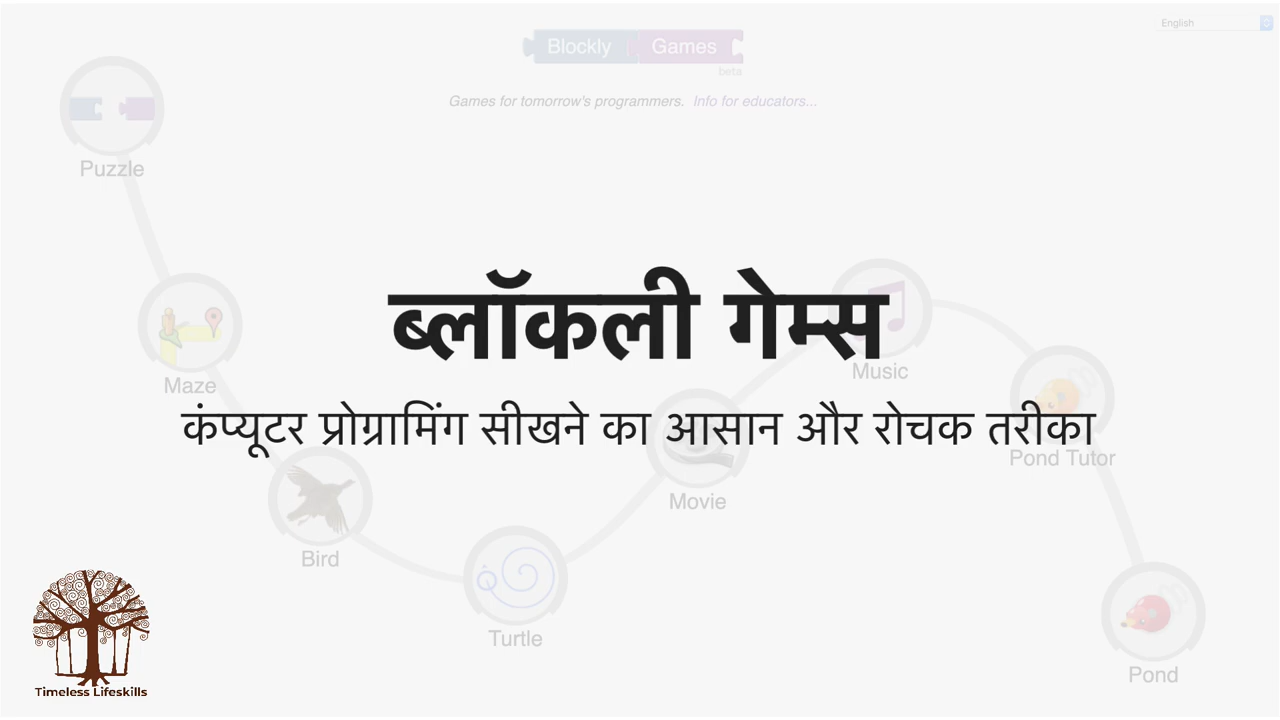 English
Blockly Games
beta
Games for tomorrow's programmers. Info for educators...
Puzzle
ब्लॉकली गेम्स
Maze
Music
कंप्यूटर प्रोग्रामिंग सीखने का आसान और रोचक तरीका
Pond Tutor
Movie
Bird
Turtle
Pond
Timeless Lifeskills